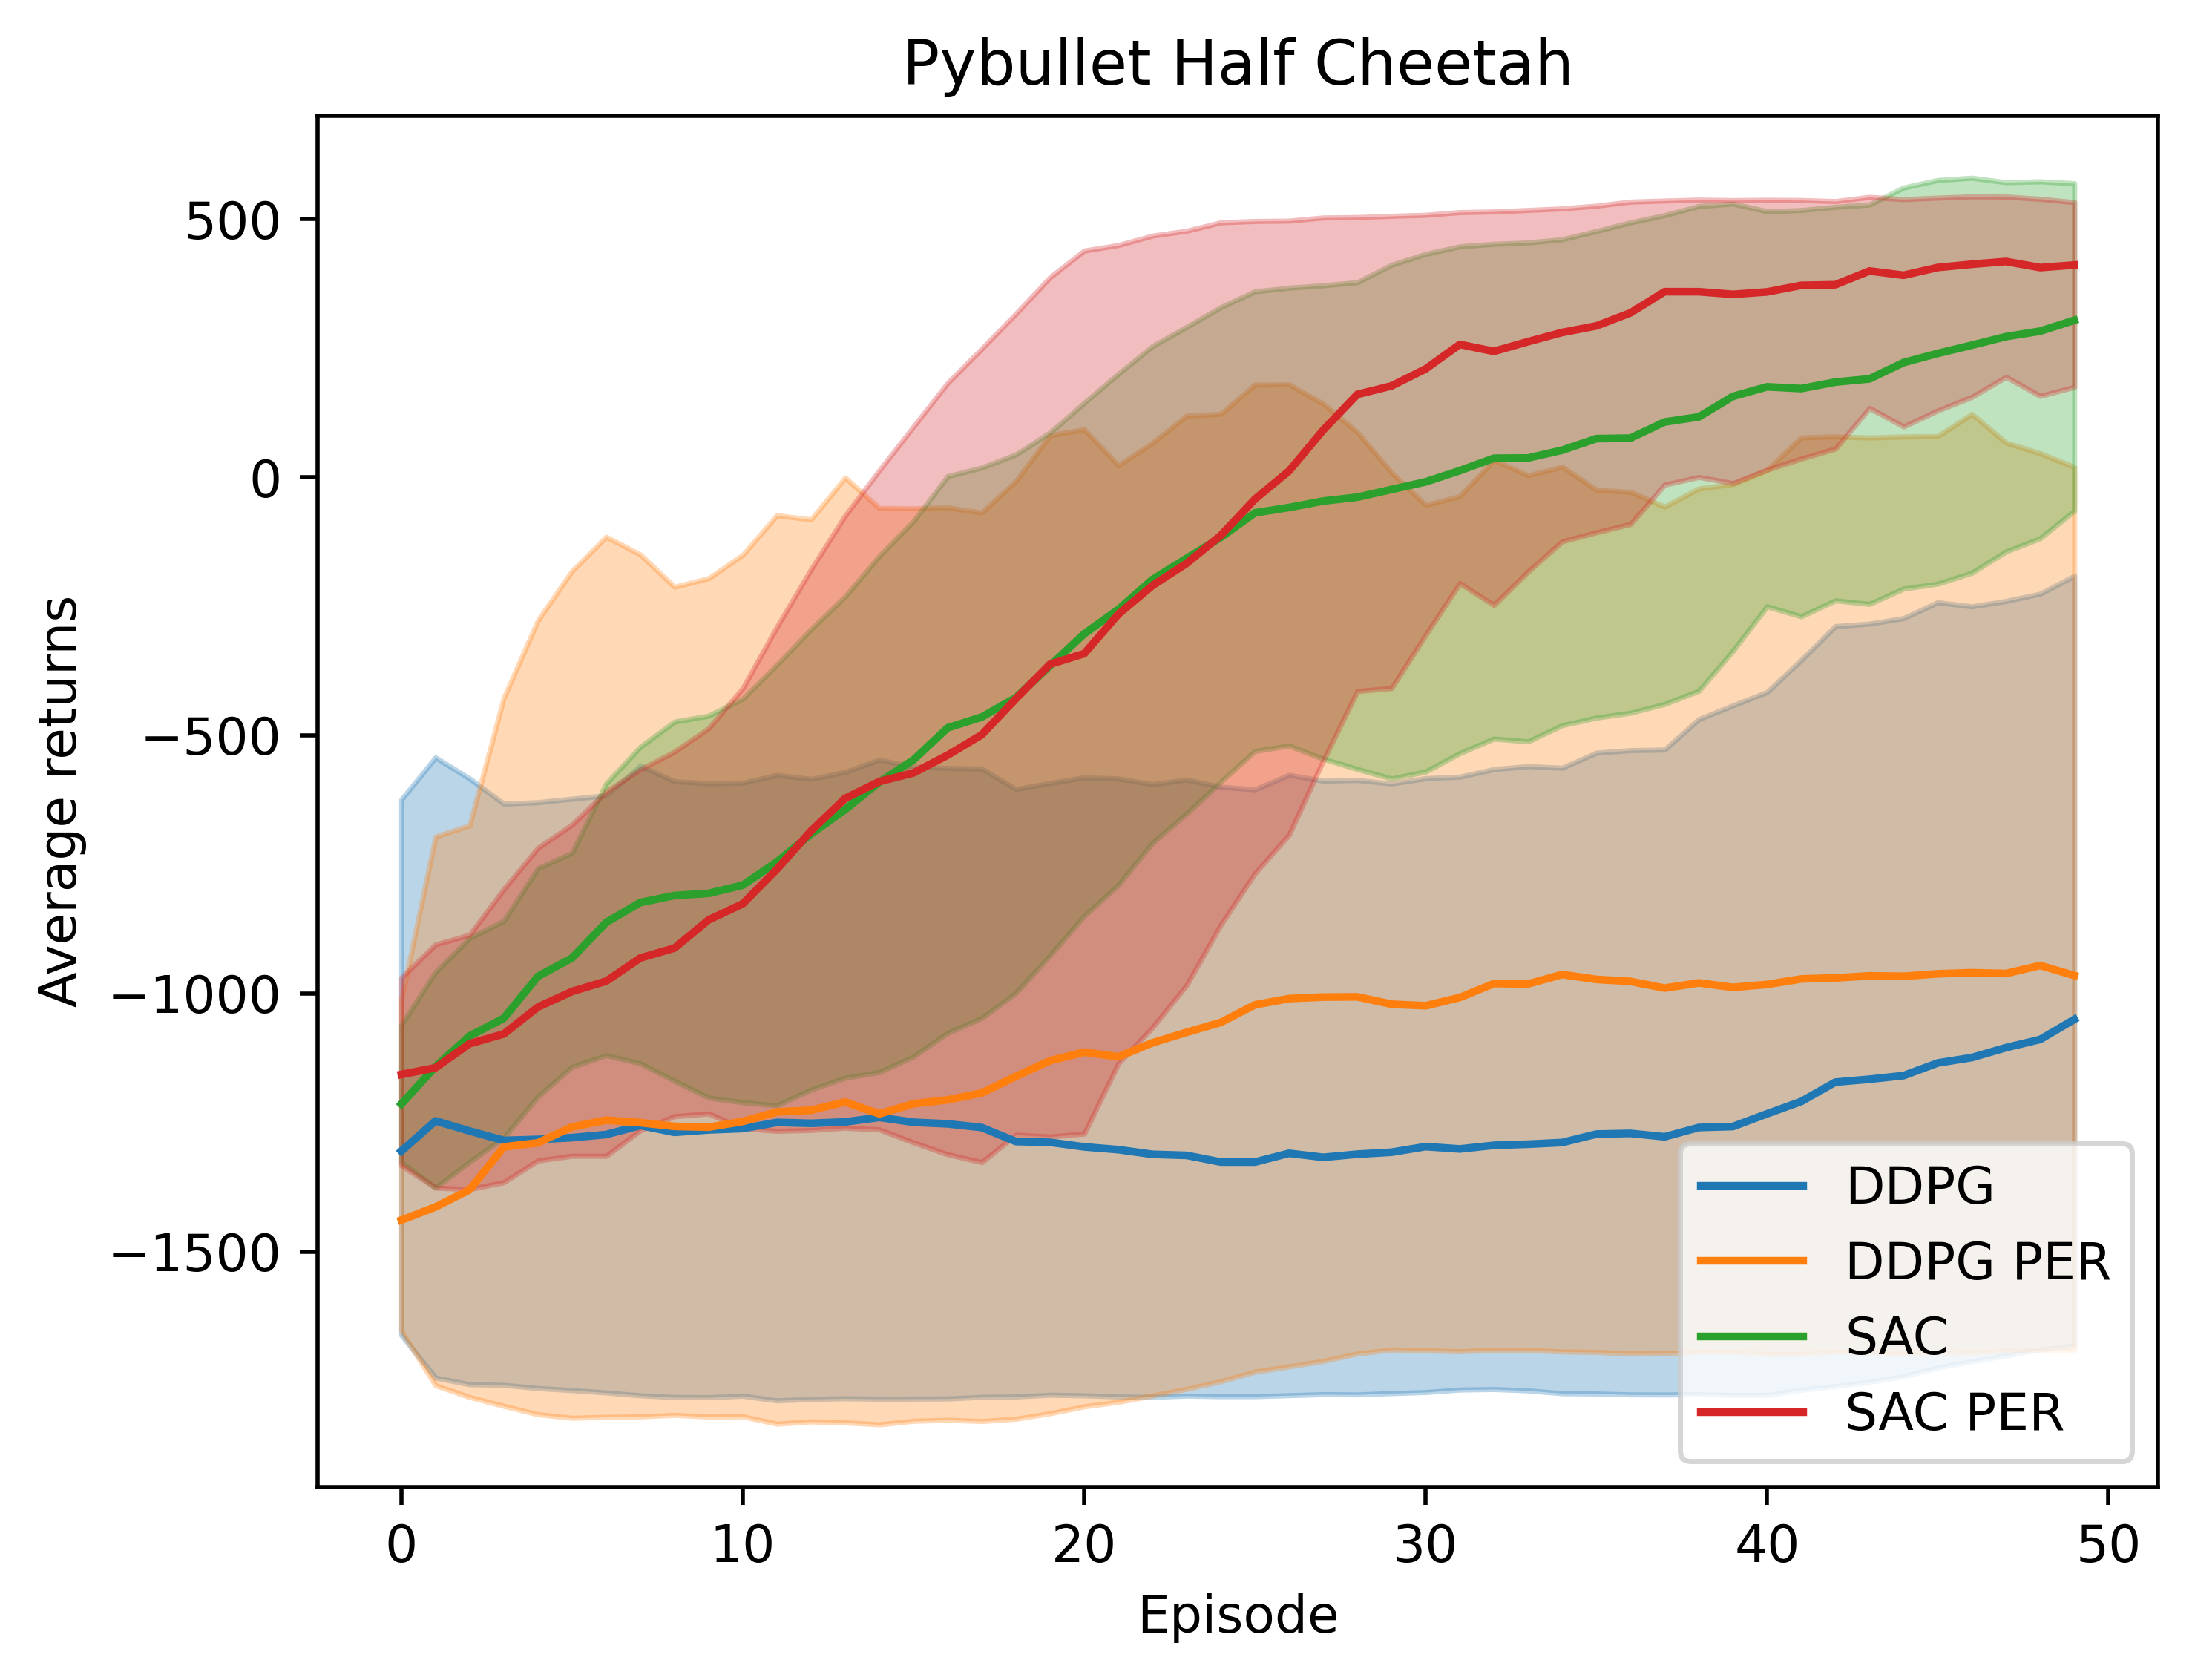 Pybullet Half Cheetah
Average returns
500
0
−500
−1000
−1500
0 10 20 30 40 50
Episode
DDPG
DDPG PER
SAC
SAC PER